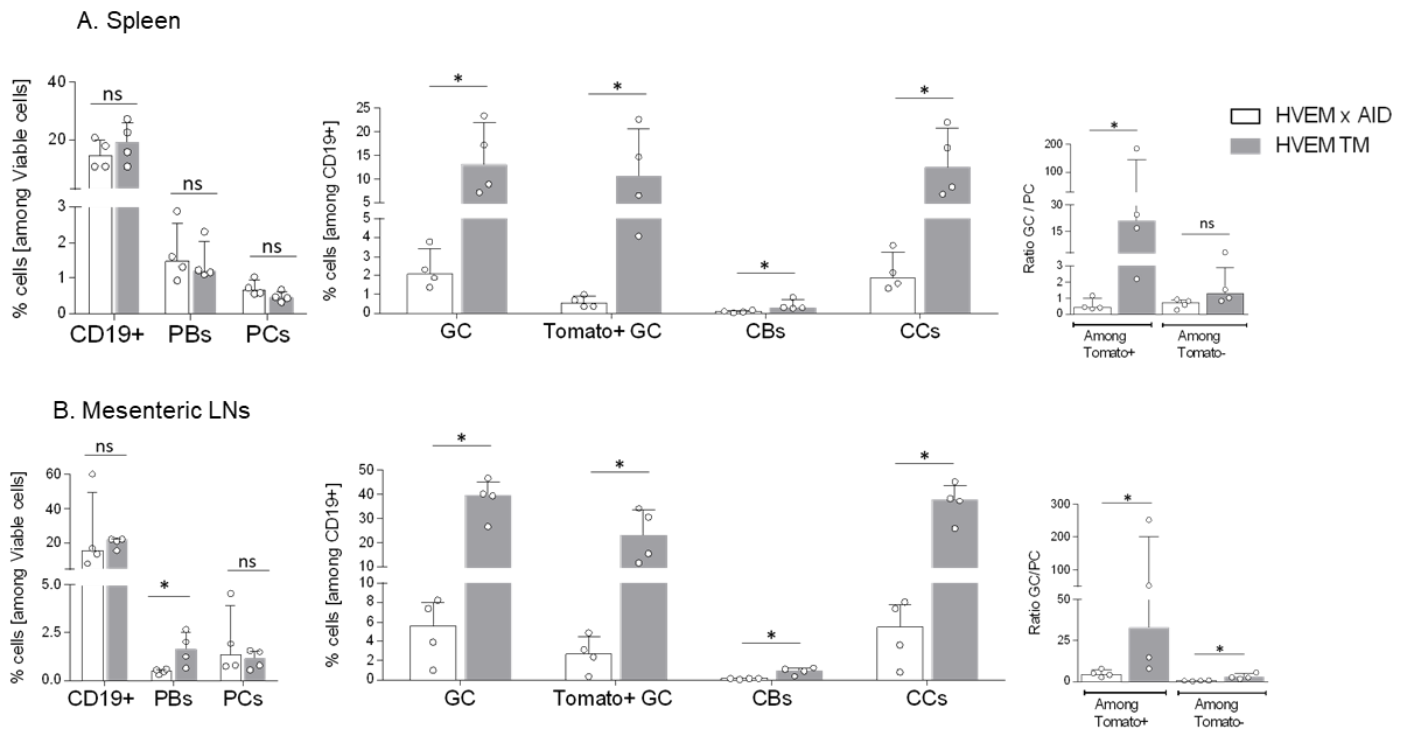 A. Spleen
% cells [among Viable cells]
40
20
3
2
1
0
ns
ns
ns
CD19+ PBs PCs
% cells [among CD19+]
25
20
15
10
5
5
4
3
2
1
0
*
*
*
*
GC Tomato+ GC CBs CCs
Ratio GC / PC
200
100
30
15
3
2
1
0
*
ns
Among
Tomato+
Among
Tomato-
HVEM x AID
HVEM TM
B. Mesenteric LNs
% cells [among Viable cells]
60
40
20
5.0
2.5
0.0
ns
*
ns
CD19+ PBs PCs
% cells [among CD19+]
50
40
30
20
10
10
8
6
4
2
0
*
*
*
*
GC Tomato+ GC CBs CCs
Ratio GC/PC
300
200
100
50
25
0
*
*
Among
Tomato+
Among
Tomato-